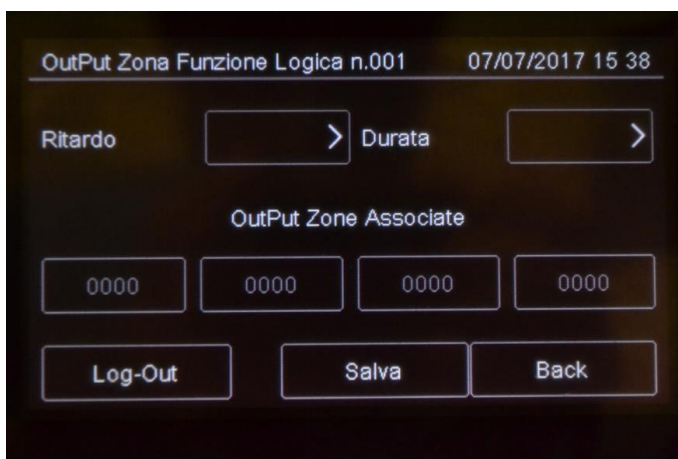 OutPut Zona Funzione Logica n.001 07/07/2017 15 38
Ritardo > Durata >
OutPut Zone Associate
0000 0000 0000 0000
Log-Out Salva Back